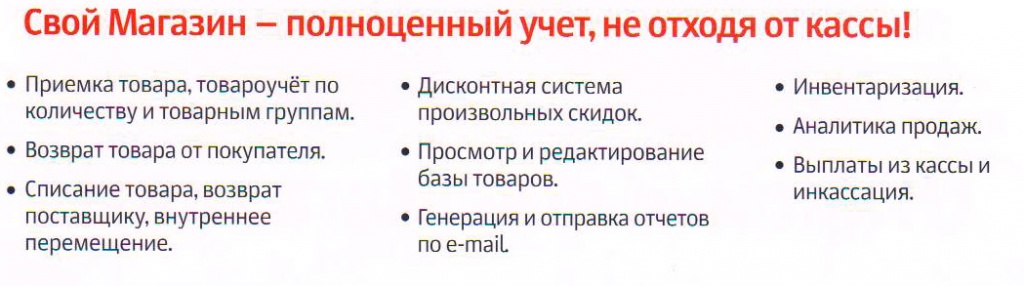 Свой Магазин – полноценный учет, не отходя от кассы!
• Приемка товара, товароучёт по
количеству и товарным группам.
• Возврат товара от покупателя.
• Списание товара, возврат
поставщику, внутреннее
перемещение.
• Дисконтная система
произвольных скидок.
• Просмотр и редактирование
базы товаров.
• Генерация и отправка отчетов
по e-mail.
• Инвентаризация.
• Аналитика продаж.
• Выплаты из кассы и
инкассация.